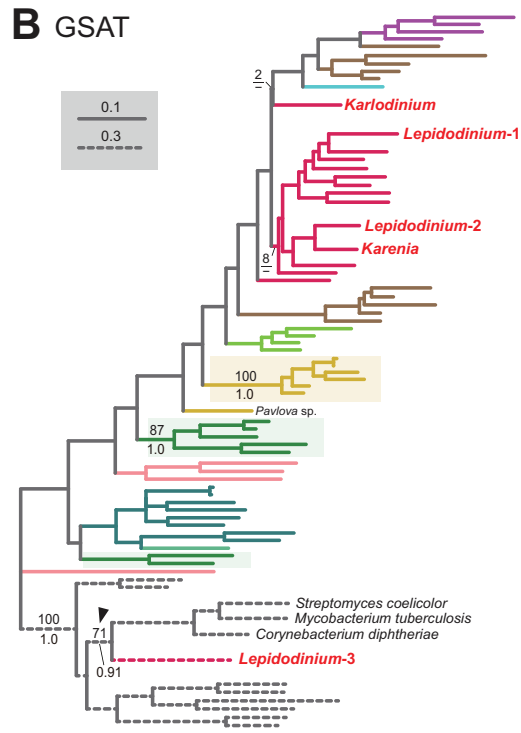 B GSAT
0.1
0.3
2
–
Karlodinium
Lepidodinium-1
Lepidodinium-2
Karenia
8
–
100
1.0
Pavlova sp.
87
1.0
100
1.0
71
0.91
Streptomyces coelicolor
Mycobacterium tuberculosis
Corynebacterium diphtheriae
Lepidodinium-3